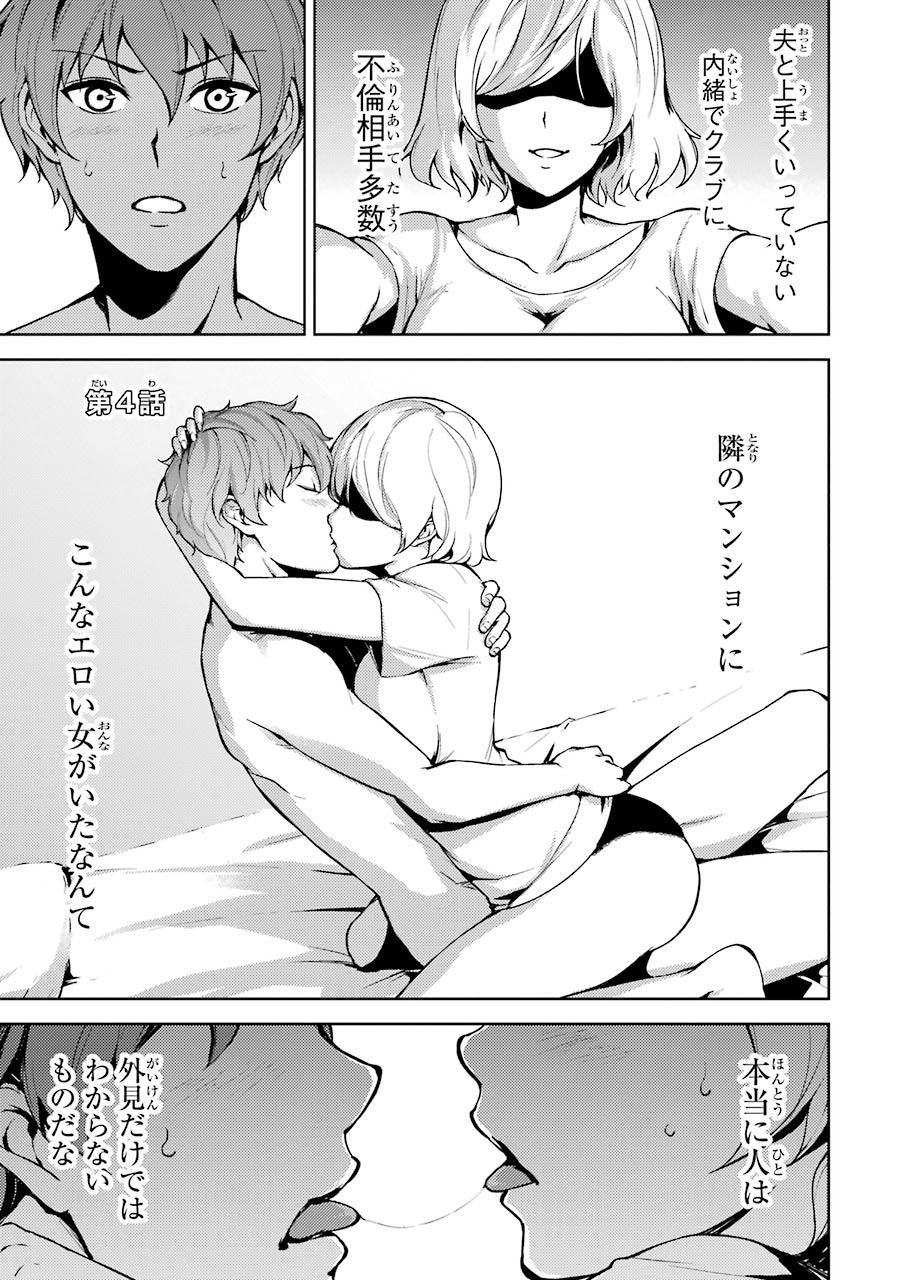 夫と上手くいっていない
内緒でクラブに
不倫相手多数
第4話
隣のマンションに
こんなエロい女がいたなんて
本当に人は
外見だけでは
わからない
ものだな